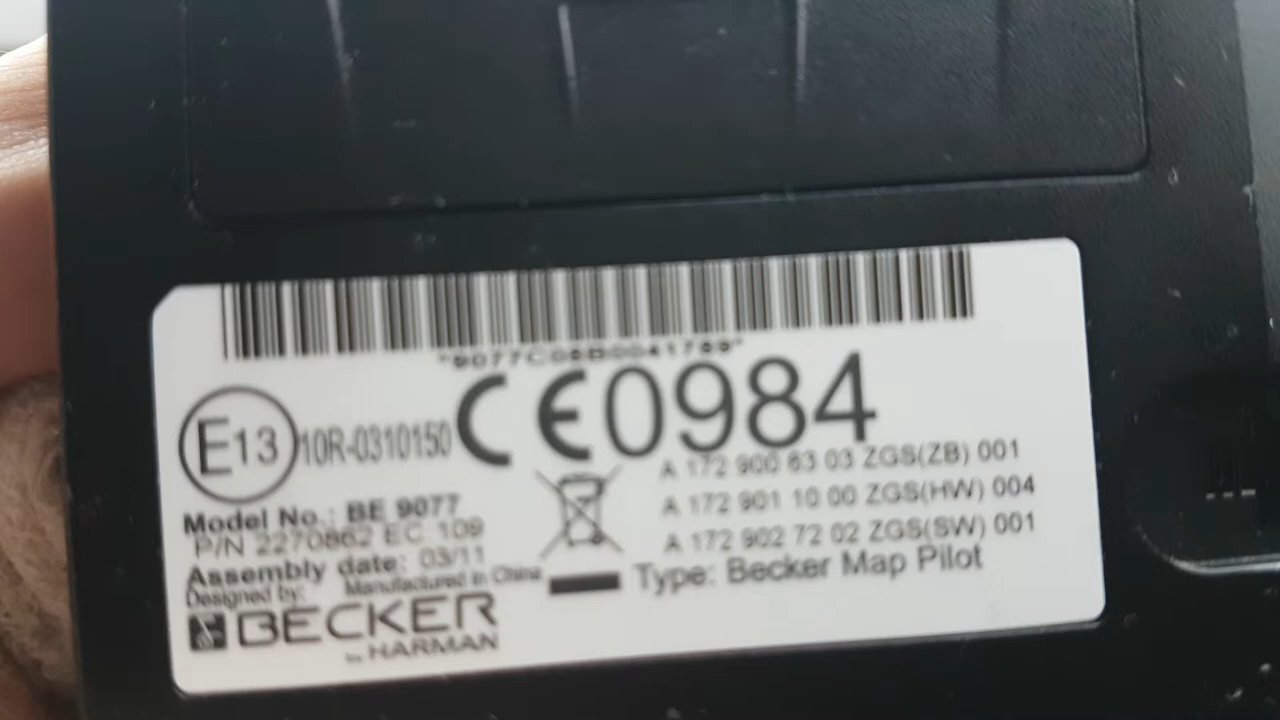 E13
10R-0310150
CE0984
A 172 900 63 03 ZGS(ZB) 001
A 172 901 10 00 ZGS(HW) 004
A 172 902 72 02 ZGS(SW) 001
Model No.: BE 9077
P/N 2270862 EC 109
Assembly date: 03/11
Designed by: Manufactured in China
Type: Becker Map Pilot
BECKER
by HARMAN